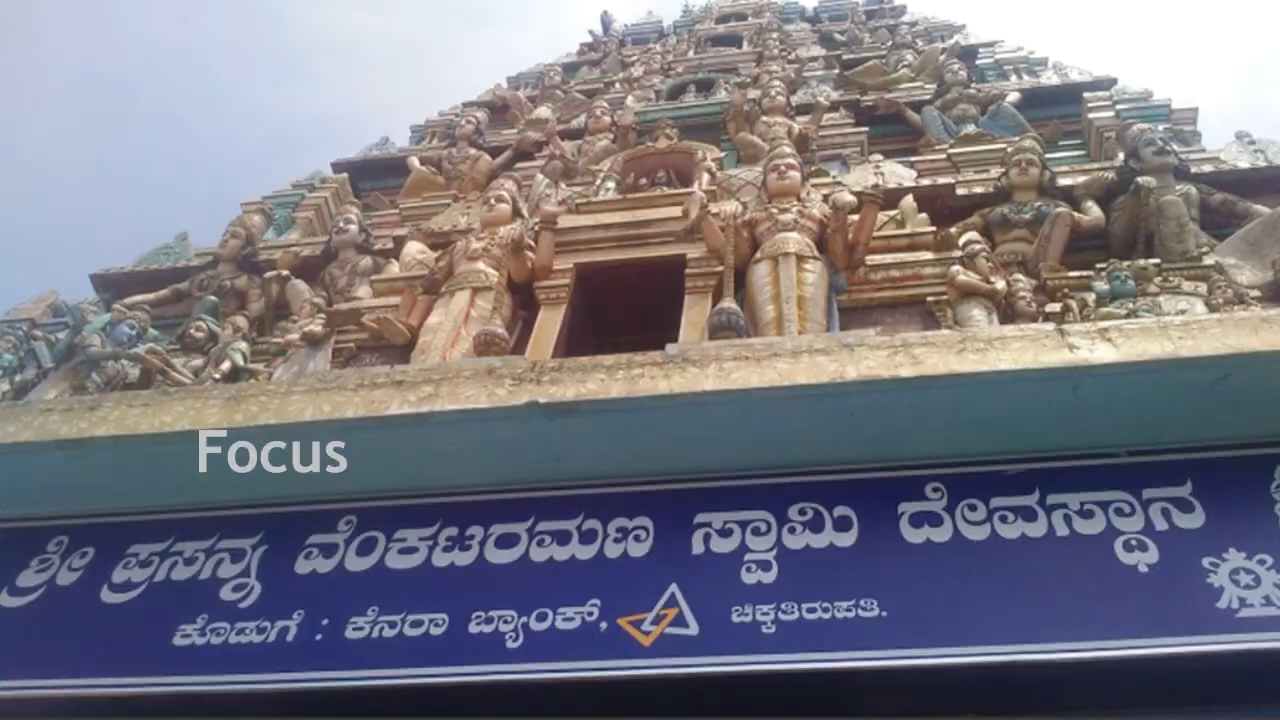 Focus
ಶ್ರೀ ಪ್ರಸನ್ನ ವೆಂಕಟರಮಣ ಸ್ವಾಮಿ ದೇವಸ್ಥಾನ
ಕೊಡುಗೆ : ಕೆನರಾ ಬ್ಯಾಂಕ್, ಚಿಕ್ಕತಿರುಪತಿ.